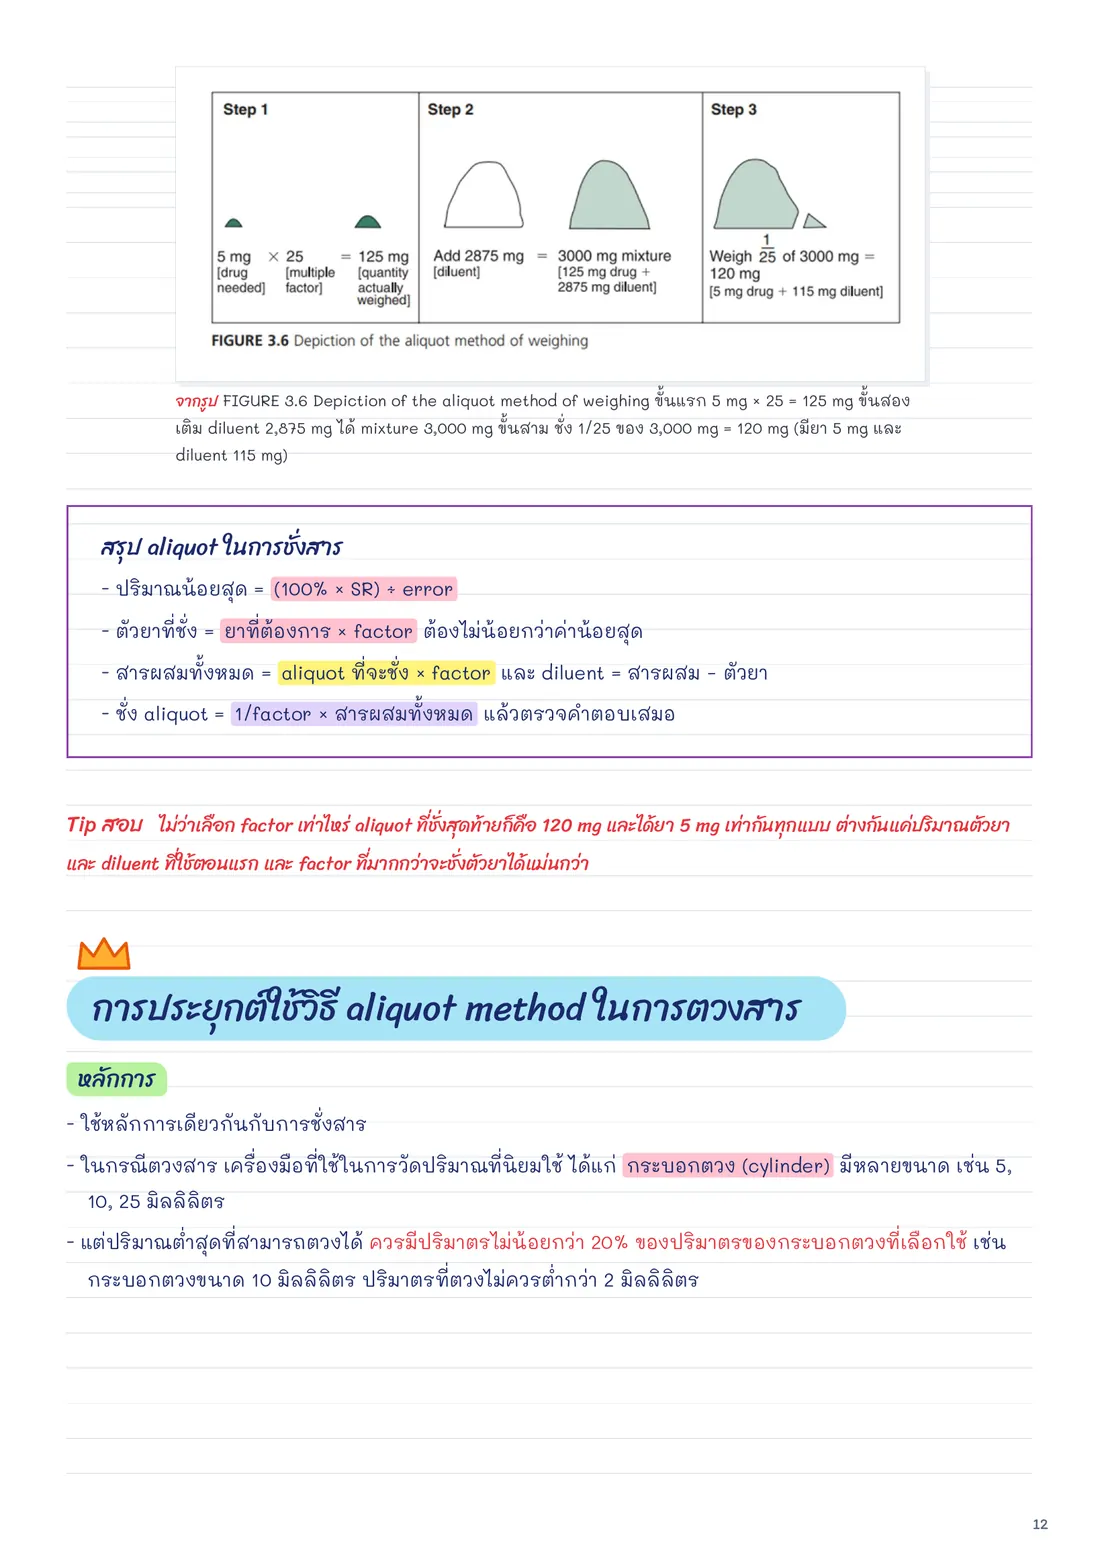 Step 1
Step 2
Step 3
5 mg × 25 = 125 mg
[drug needed] [multiple factor] [quantity actually weighed]
Add 2875 mg = 3000 mg mixture
[diluent] [125 mg drug + 2875 mg diluent]
Weigh 1/25 of 3000 mg =
120 mg
[5 mg drug + 115 mg diluent]
FIGURE 3.6 Depiction of the aliquot method of weighing
จากรูป FIGURE 3.6 Depiction of the aliquot method of weighing ขั้นแรก 5 mg × 25 = 125 mg ขั้นสอง
เติม diluent 2,875 mg ได้ mixture 3,000 mg ขั้นสาม ชั่ง 1/25 ของ 3,000 mg = 120 mg (มียา 5 mg และ
diluent 115 mg)
สรุป aliquot ในการชั่งสาร
- ปริมาณน้อยสุด = (100% × SR) ÷ error
- ตัวยาที่ชั่ง = ยาที่ต้องการ × factor ต้องไม่น้อยกว่าค่าน้อยสุด
- สารผสมทั้งหมด = aliquot ที่จะชั่ง × factor และ diluent = สารผสม - ตัวยา
- ชั่ง aliquot = 1/factor × สารผสมทั้งหมด แล้วตรวจคำตอบเสมอ
Tip สอบ ไม่ว่าเลือก factor เท่าไหร่ aliquot ที่ชั่งสุดท้ายก็คือ 120 mg และได้ยา 5 mg เท่ากันทุกแบบ ต่างกันแค่ปริมาณตัวยา
และ diluent ที่ใช้ตอนแรก และ factor ที่มากกว่าจะชั่งตัวยาได้แม่นกว่า
การประยุกต์ใช้วิธี aliquot method ในการตวงสาร
หลักการ
- ใช้หลักการเดียวกันกับการชั่งสาร
- ในกรณีตวงสาร เครื่องมือที่ใช้ในการวัดปริมาณที่นิยมใช้ ได้แก่ กระบอกตวง (cylinder) มีหลายขนาด เช่น 5,
10, 25 มิลลิลิตร
- แต่ปริมาณต่ำสุดที่สามารถตวงได้ ควรมีปริมาตรไม่น้อยกว่า 20% ของปริมาตรของกระบอกตวงที่เลือกใช้ เช่น
กระบอกตวงขนาด 10 มิลลิลิตร ปริมาตรที่ตวงไม่ควรต่ำกว่า 2 มิลลิลิตร
12